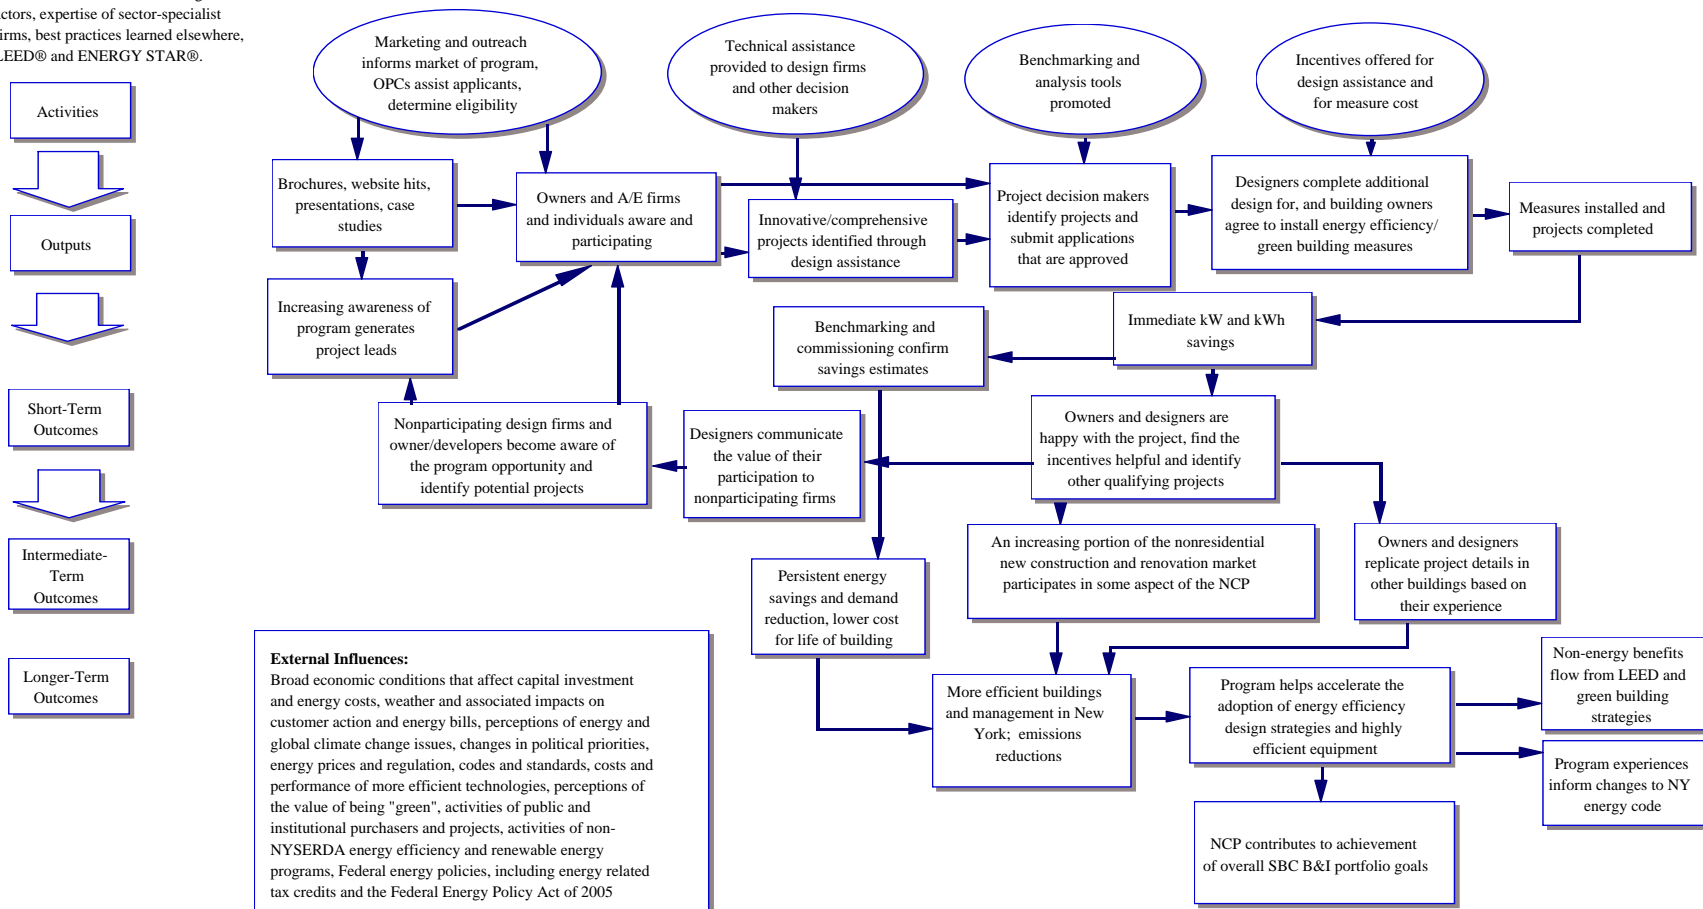 actors, expertise of sector-specialist
firms, best practices learned elsewhere,
LEED® and ENERGY STAR®.
Activities
Outputs
Short-Term
Outcomes
Intermediate-
Term
Outcomes
Longer-Term
Outcomes
Marketing and outreach
informs market of program,
OPCs assist applicants,
determine eligibility
Technical assistance
provided to design firms
and other decision
makers
Benchmarking and
analysis tools
promoted
Incentives offered for
design assistance and
for measure cost
Brochures, website hits,
presentations, case
studies
Owners and A/E firms
and individuals aware and
participating
Innovative/comprehensive
projects identified through
design assistance
Project decision makers
identify projects and
submit applications
that are approved
Designers complete additional
design for, and building owners
agree to install energy efficiency/
green building measures
Measures installed and
projects completed
Increasing awareness of
program generates
project leads
Benchmarking and
commissioning confirm
savings estimates
Immediate kW and kWh
savings
Nonparticipating design firms and
owner/developers become aware of
the program opportunity and
identify potential projects
Designers communicate
the value of their
participation to
nonparticipating firms
Owners and designers are
happy with the project, find the
incentives helpful and identify
other qualifying projects
Persistent energy
savings and demand
reduction, lower cost
for life of building
An increasing portion of the nonresidential
new construction and renovation market
participates in some aspect of the NCP
Owners and designers
replicate project details in
other buildings based on
their experience
More efficient buildings
and management in New
York; emissions
reductions
Program helps accelerate the
adoption of energy efficiency
design strategies and highly
efficient equipment
Non-energy benefits
flow from LEED and
green building
strategies
Program experiences
inform changes to NY
energy code
NCP contributes to achievement
of overall SBC B&I portfolio goals
External Influences:
Broad economic conditions that affect capital investment
and energy costs, weather and associated impacts on
customer action and energy bills, perceptions of energy and
global climate change issues, changes in political priorities,
energy prices and regulation, codes and standards, costs and
performance of more efficient technologies, perceptions of
the value of being "green", activities of public and
institutional purchasers and projects, activities of non-
NYSERDA energy efficiency and renewable energy
programs, Federal energy policies, including energy related
tax credits and the Federal Energy Policy Act of 2005